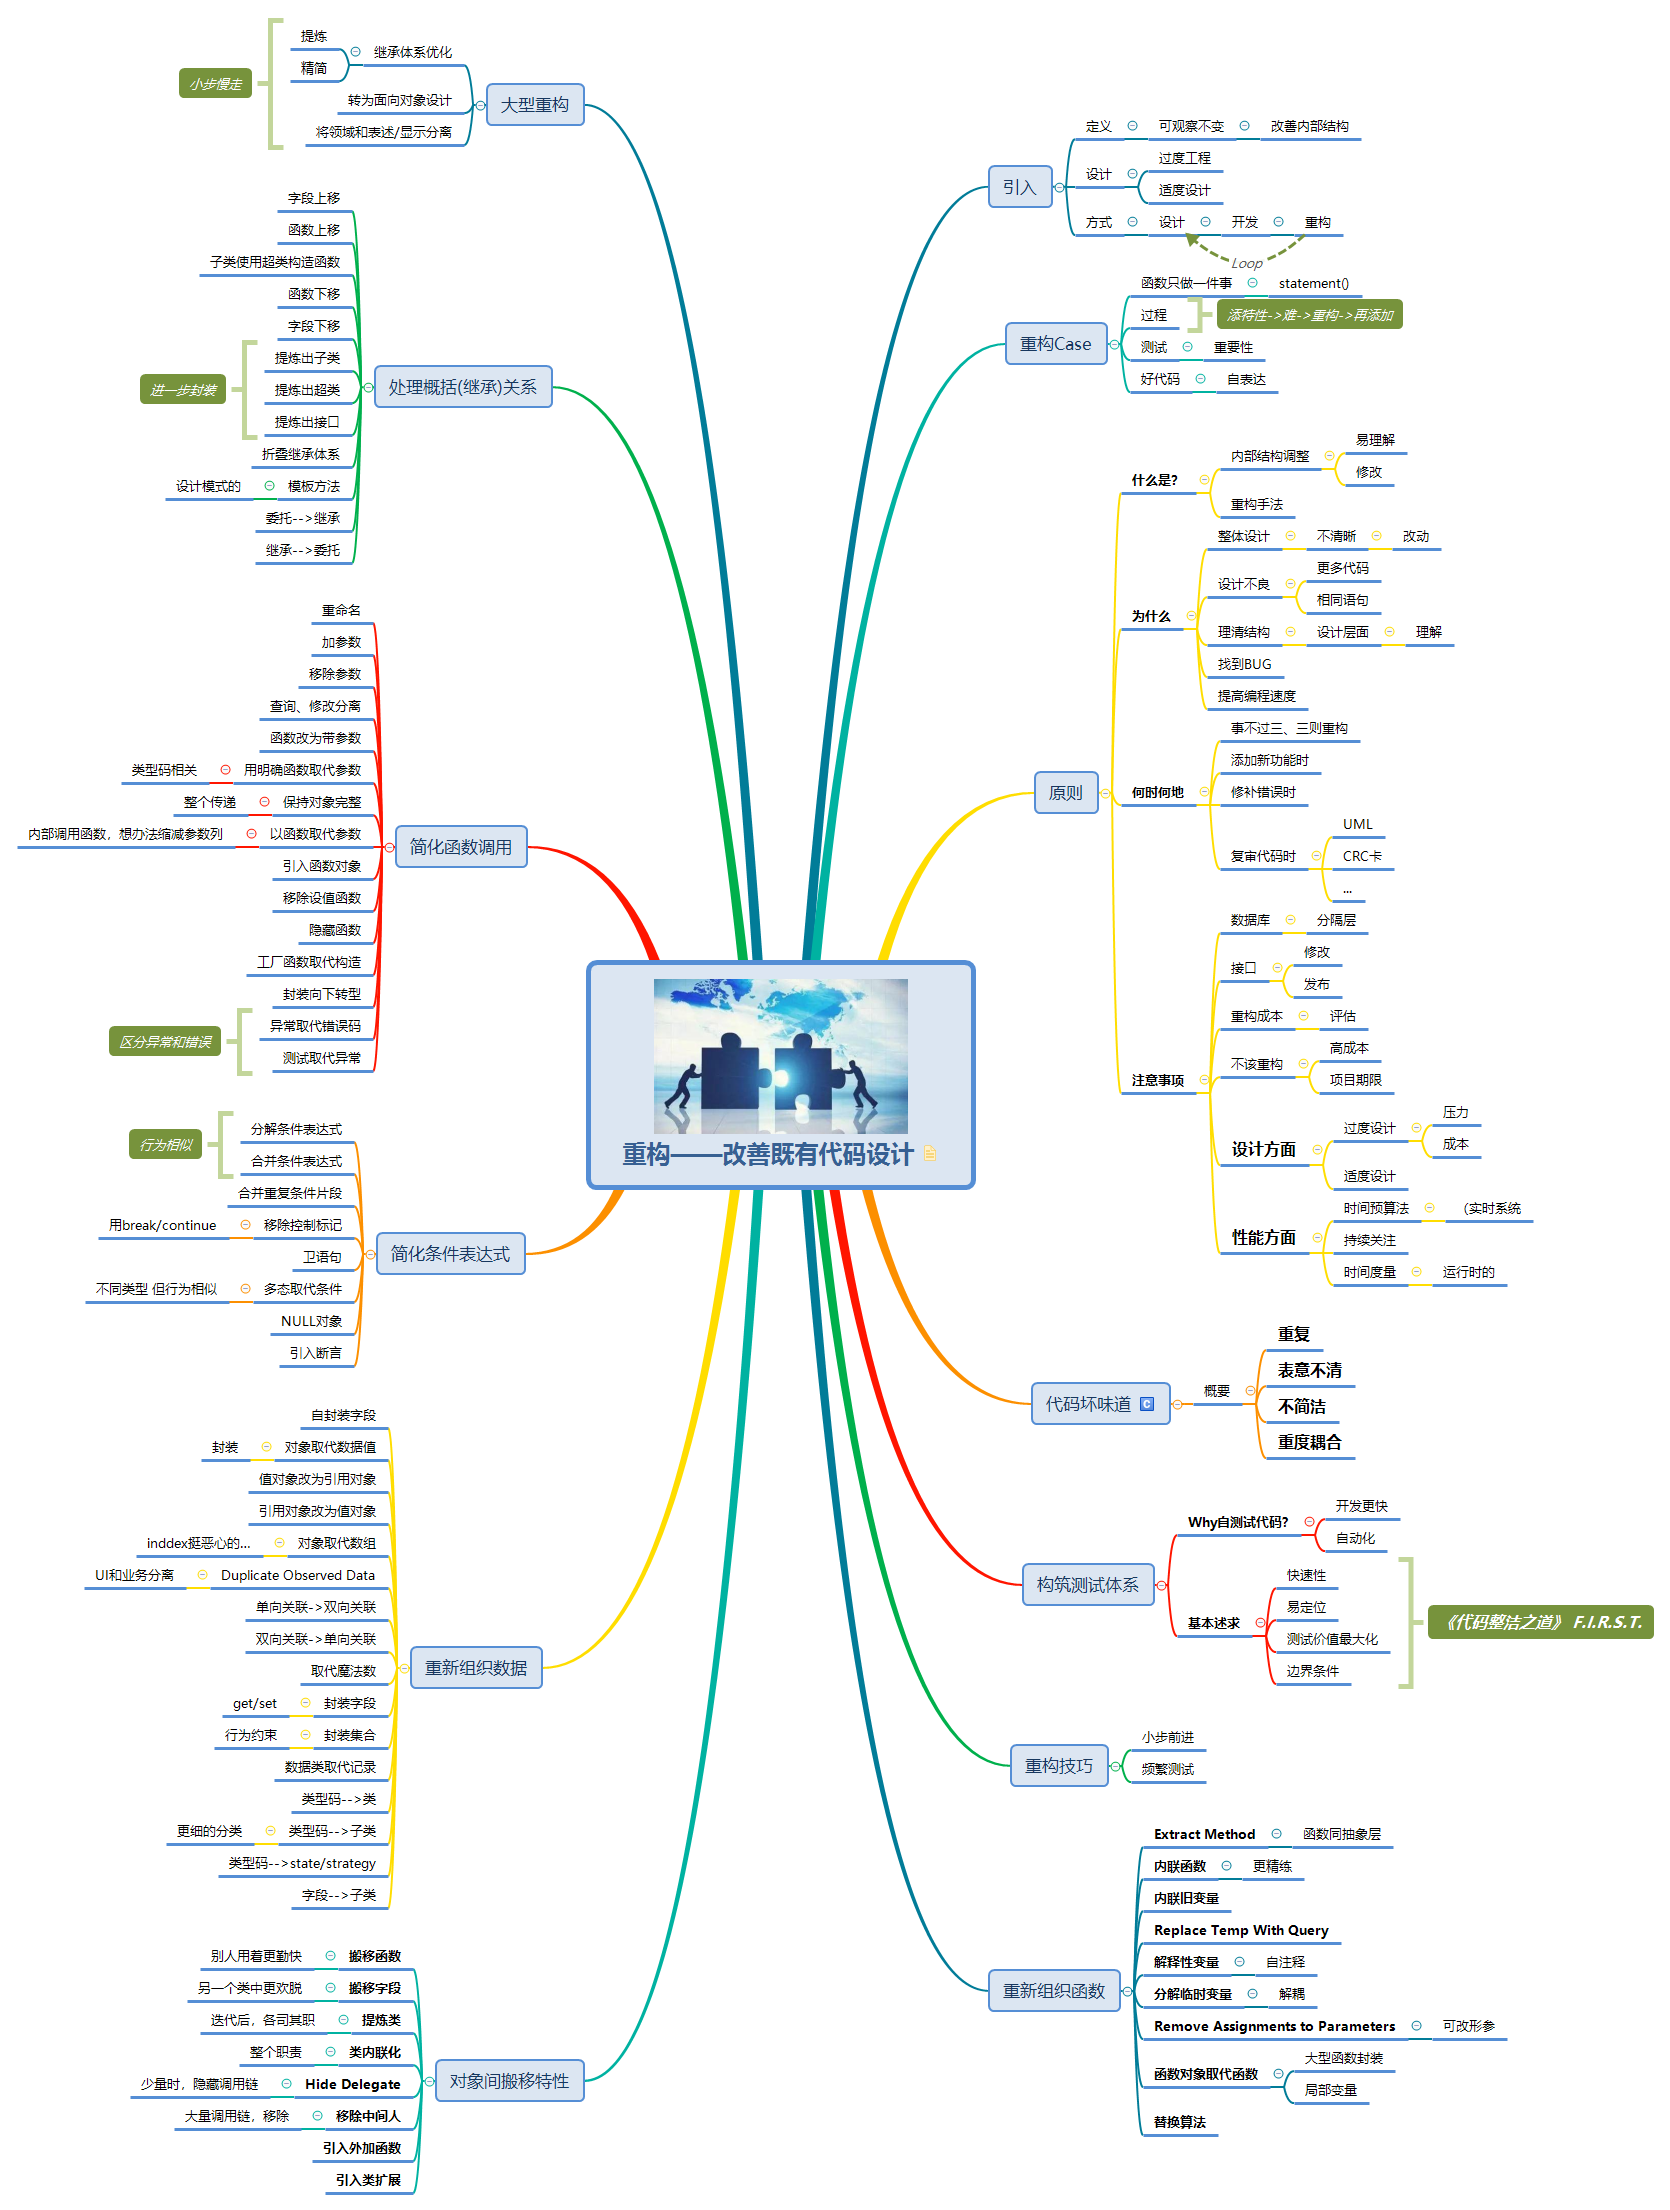 重构——改善既有代码设计
引入
定义
可观察不变
改善内部结构
设计
过度工程
适度设计
方式
设计
开发
重构
Loop
重构Case
函数只做一件事
statement()
过程
添特性->难->重构->再添加
测试
重要性
好代码
自表达
原则
什么是?
内部结构调整
易理解
修改
重构手法
为什么
整体设计
不清晰
改动
设计不良
更多代码
相同语句
理清结构
设计层面
理解
找到BUG
提高编程速度
何时何地
事不过三、三则重构
添加新功能时
修补错误时
复审代码时
UML
CRC卡
...
注意事项
数据库
分隔层
接口
修改
发布
重构成本
评估
不该重构
高成本
项目期限
设计方面
过度设计
压力
成本
适度设计
性能方面
时间预算法
(实时系统
持续关注
时间度量
运行时的
代码坏味道
C
概要
重复
表意不清
不简洁
重度耦合
构筑测试体系
Why自测试代码?
开发更快
自动化
基本述求
快速性
易定位
测试价值最大化
边界条件
《代码整洁之道》 F.I.R.S.T.
重构技巧
小步前进
频繁测试
重新组织函数
Extract Method
函数同抽象层
内联函数
更精练
内联旧变量
Replace Temp With Query
解释性变量
自注释
分解临时变量
解耦
Remove Assignments to Parameters
可改形参
函数对象取代函数
大型函数封装
局部变量
替换算法
大型重构
继承体系优化
提炼
精简
转为面向对象设计
将领域和表述/显示分离
小步慢走
处理概括(继承)关系
字段上移
函数上移
子类使用超类构造函数
函数下移
字段下移
提炼出子类
提炼出超类
提炼出接口
进一步封装
折叠继承体系
模板方法
设计模式的
委托-->继承
继承-->委托
简化函数调用
重命名
加参数
移除参数
查询、修改分离
函数改为带参数
用明确函数取代参数
类型码相关
保持对象完整
整个传递
以函数取代参数
内部调用函数，想办法缩减参数列
引入函数对象
移除设值函数
隐藏函数
工厂函数取代构造
封装向下转型
异常取代错误码
测试取代异常
区分异常和错误
简化条件表达式
分解条件表达式
合并条件表达式
行为相似
合并重复条件片段
移除控制标记
用break/continue
卫语句
多态取代条件
不同类型 但行为相似
NULL对象
引入断言
重新组织数据
自封装字段
对象取代数据值
封装
值对象改为引用对象
引用对象改为值对象
对象取代数组
inddex挺恶心的...
Duplicate Observed Data
UI和业务分离
单向关联->双向关联
双向关联->单向关联
取代魔法数
封装字段
get/set
封装集合
行为约束
数据类取代记录
类型码-->类
类型码-->子类
更细的分类
类型码-->state/strategy
字段-->子类
对象间搬移特性
搬移函数
别人用着更勤快
搬移字段
另一个类中更欢脱
提炼类
迭代后，各司其职
类内联化
整个职责
Hide Delegate
少量时，隐藏调用链
移除中间人
大量调用链，移除
引入外加函数
引入类扩展